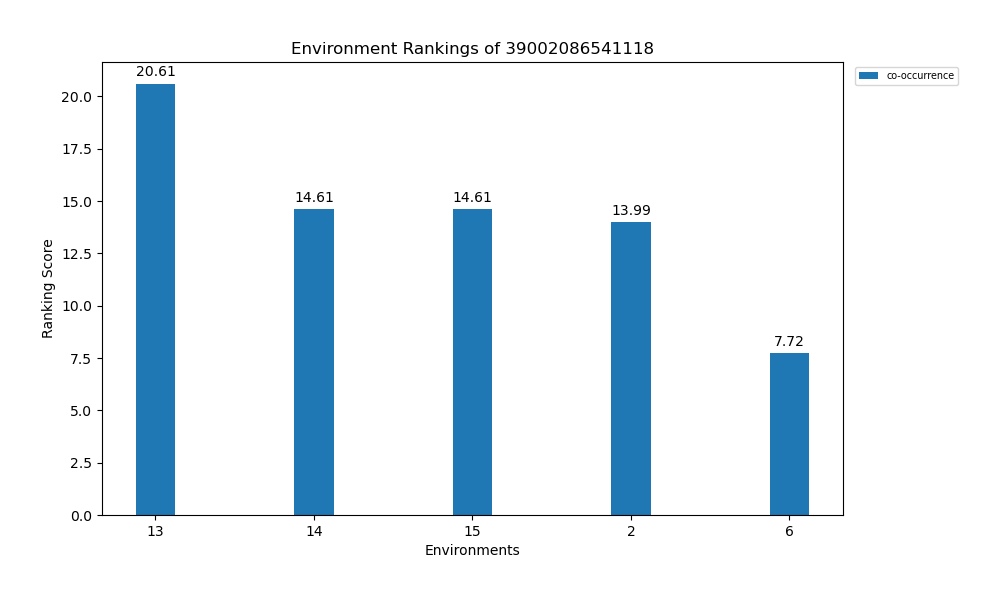 Environment Rankings of 39002086541118
co-occurrence
20.61
14.61
14.61
13.99
7.72
Ranking Score
20.0
17.5
15.0
12.5
10.0
7.5
5.0
2.5
0.0
13 14 15 2 6
Environments